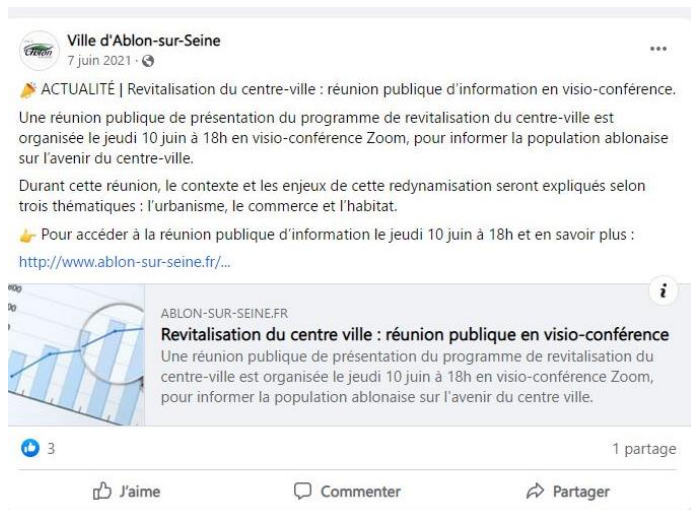 Ville d'Ablon-sur-Seine
7 juin 2021 ·
ACTUALITÉ | Revitalisation du centre-ville : réunion publique d'information en visio-conférence.
Une réunion publique de présentation du programme de revitalisation du centre-ville est
organisée le jeudi 10 juin à 18h en visio-conférence Zoom, pour informer la population ablonaise
sur l'avenir du centre-ville.
Durant cette réunion, le contexte et les enjeux de cette redynamisation seront expliqués selon
trois thématiques : l'urbanisme, le commerce et l'habitat.
Pour accéder à la réunion publique d'information le jeudi 10 juin à 18h et en savoir plus :
http://www.ablon-sur-seine.fr/...
ABLON-SUR-SEINE.FR
Revitalisation du centre ville : réunion publique en visio-conférence
Une réunion publique de présentation du programme de revitalisation du
centre-ville est organisée le jeudi 10 juin à 18h en visio-conférence Zoom,
pour informer la population ablonaise sur l'avenir du centre ville.
3
1 partage
J'aime
Commenter
Partager